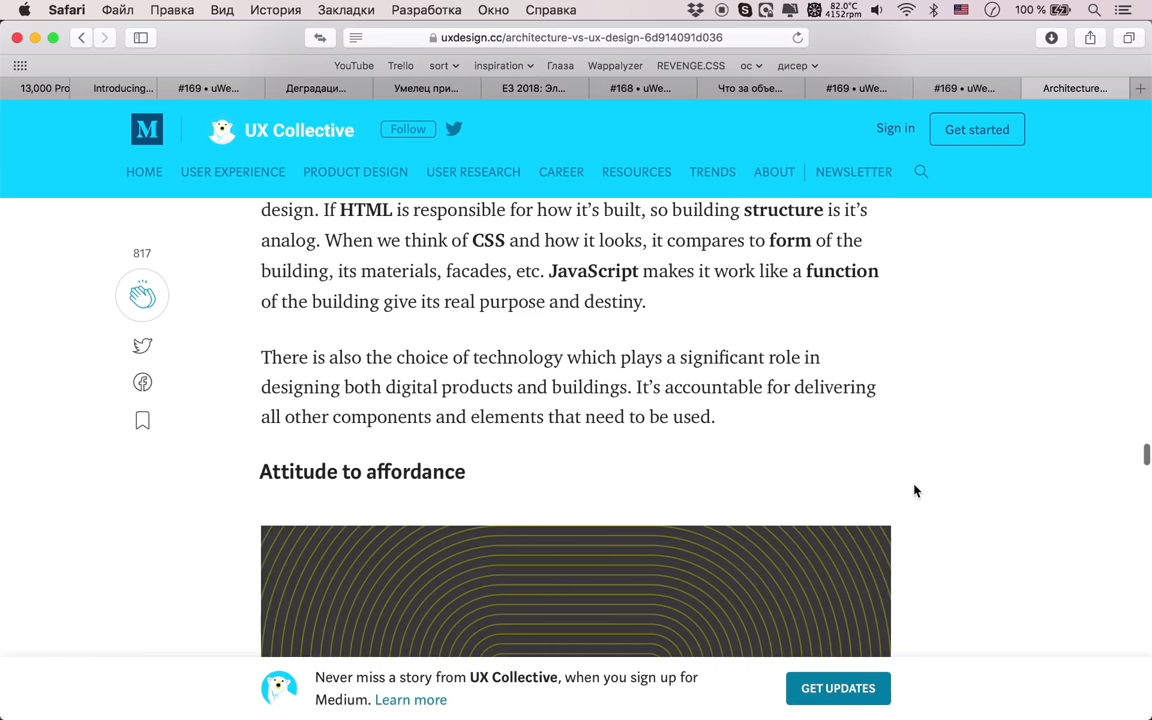 Safari Файл Правка Вид История Закладки Разработка Окно Справка 82.0°C 4152rpm 100 %
uxdesign.cc/architecture-vs-ux-design-6d914091d036
YouTube Trello sort inspiration Глаза Wappalyzer REVENGE.CSS ос дисер
13,000 Pro Introducing... #169 • uWe... Деградаци... Умелец при... E3 2018: Эл... #168 • uWe... Что за объе... #169 • uWe... #169 • uWe... Architecture...
M UX Collective Follow Sign in Get started
HOME USER EXPERIENCE PRODUCT DESIGN USER RESEARCH CAREER RESOURCES TRENDS ABOUT NEWSLETTER
design. If HTML is responsible for how it's built, so building structure is it's
analog. When we think of CSS and how it looks, it compares to form of the
building, its materials, facades, etc. JavaScript makes it work like a function
of the building give its real purpose and destiny.
817
There is also the choice of technology which plays a significant role in
designing both digital products and buildings. It's accountable for delivering
all other components and elements that need to be used.
Attitude to affordance
Never miss a story from UX Collective, when you sign up for
Medium. Learn more
GET UPDATES